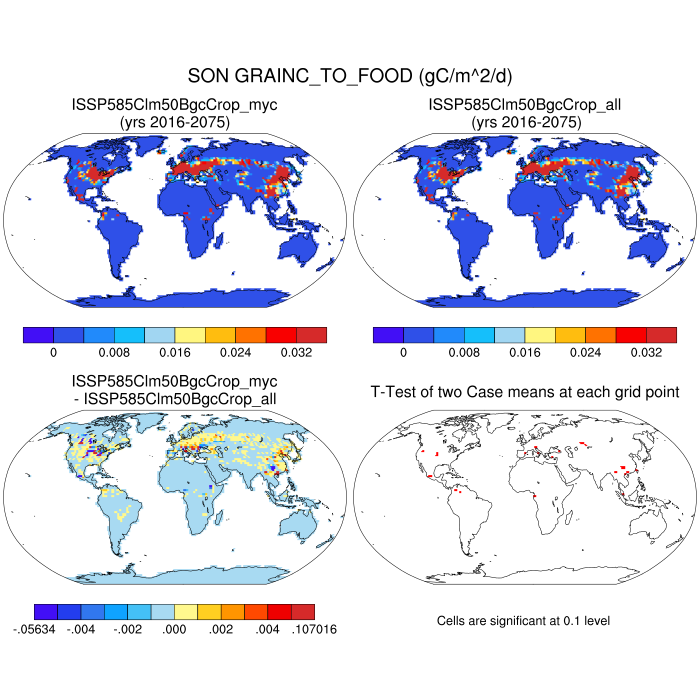 SON GRAINC_TO_FOOD (gC/m^2/d)
ISSP585Clm50BgcCrop_myc
(yrs 2016-2075)
ISSP585Clm50BgcCrop_all
(yrs 2016-2075)
0 0.008 0.016 0.024 0.032
0 0.008 0.016 0.024 0.032
ISSP585Clm50BgcCrop_myc
- ISSP585Clm50BgcCrop_all
T-Test of two Case means at each grid point
-.05634 -.004 -.002 .000 .002 .004 .107016
Cells are significant at 0.1 level